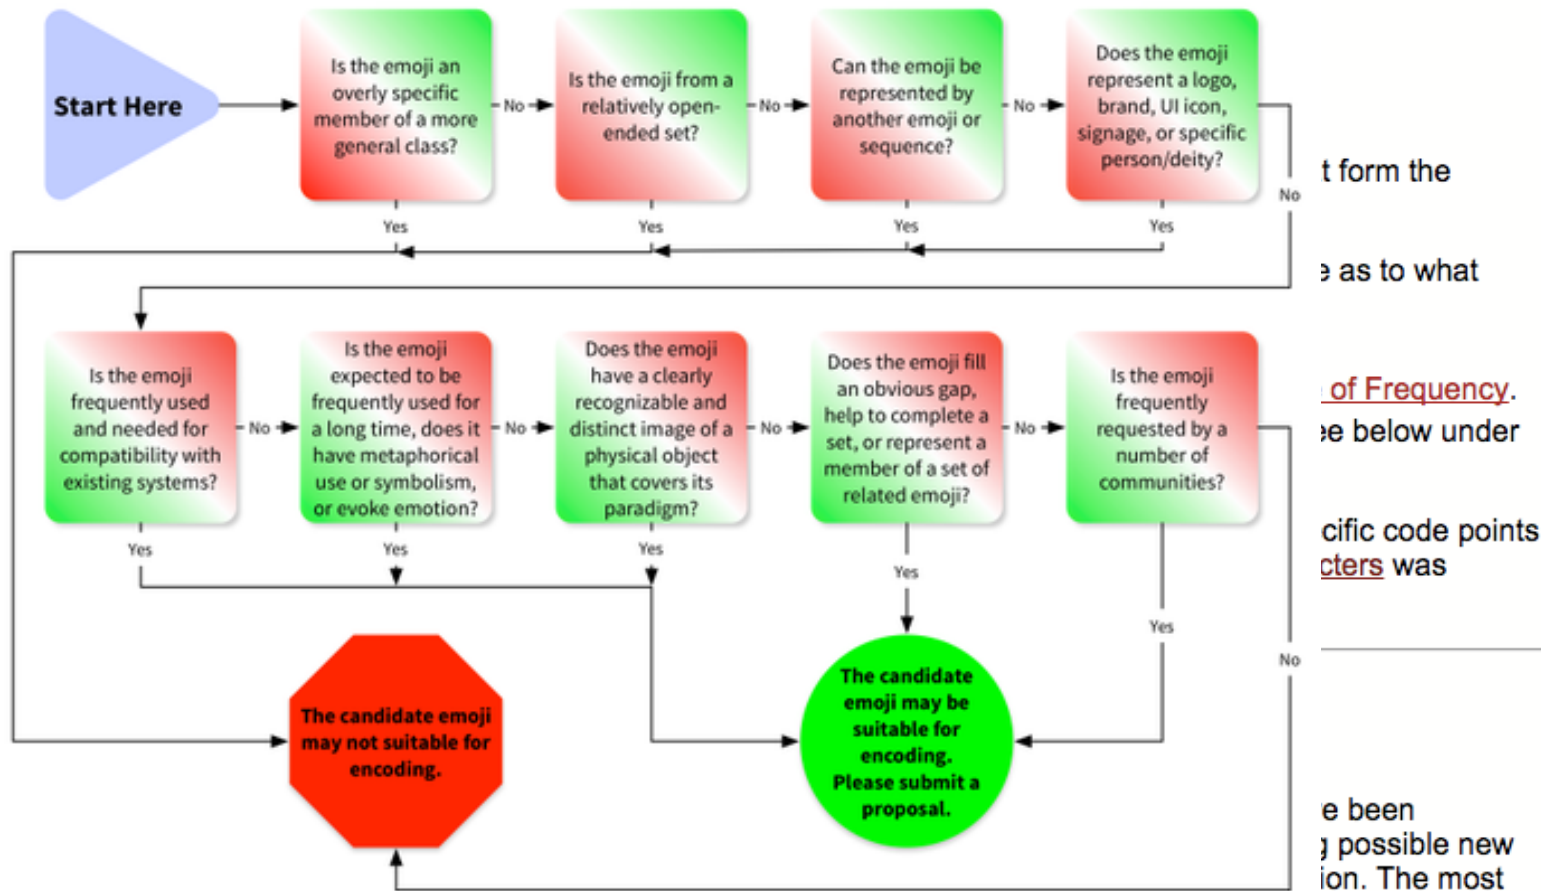 Start Here
Is the emoji an
overly specific
member of a more
general class?
No
Is the emoji from a
relatively open-
ended set?
No
Can the emoji be
represented by
another emoji or
sequence?
No
Does the emoji
represent a logo,
brand, UI icon,
signage, or specific
person/deity?
No
Yes
Yes
Yes
Yes
t form the
e as to what
Is the emoji
frequently used
and needed for
compatibility with
existing systems?
No
Is the emoji
expected to be
frequently used for
a long time, does it
have metaphorical
use or symbolism,
or evoke emotion?
No
Does the emoji
have a clearly
recognizable and
distinct image of a
physical object
that covers its
paradigm?
No
Does the emoji fill
an obvious gap,
help to complete a
set, or represent a
member of a set of
related emoji?
No
Is the emoji
frequently
requested by a
number of
communities?
of Frequency.
ee below under
Yes
Yes
Yes
Yes
Yes
No
cific code points
cters was
The candidate emoji
may not suitable for
encoding.
The candidate
emoji may be
suitable for
encoding.
Please submit a
proposal.
e been
g possible new
ion. The most